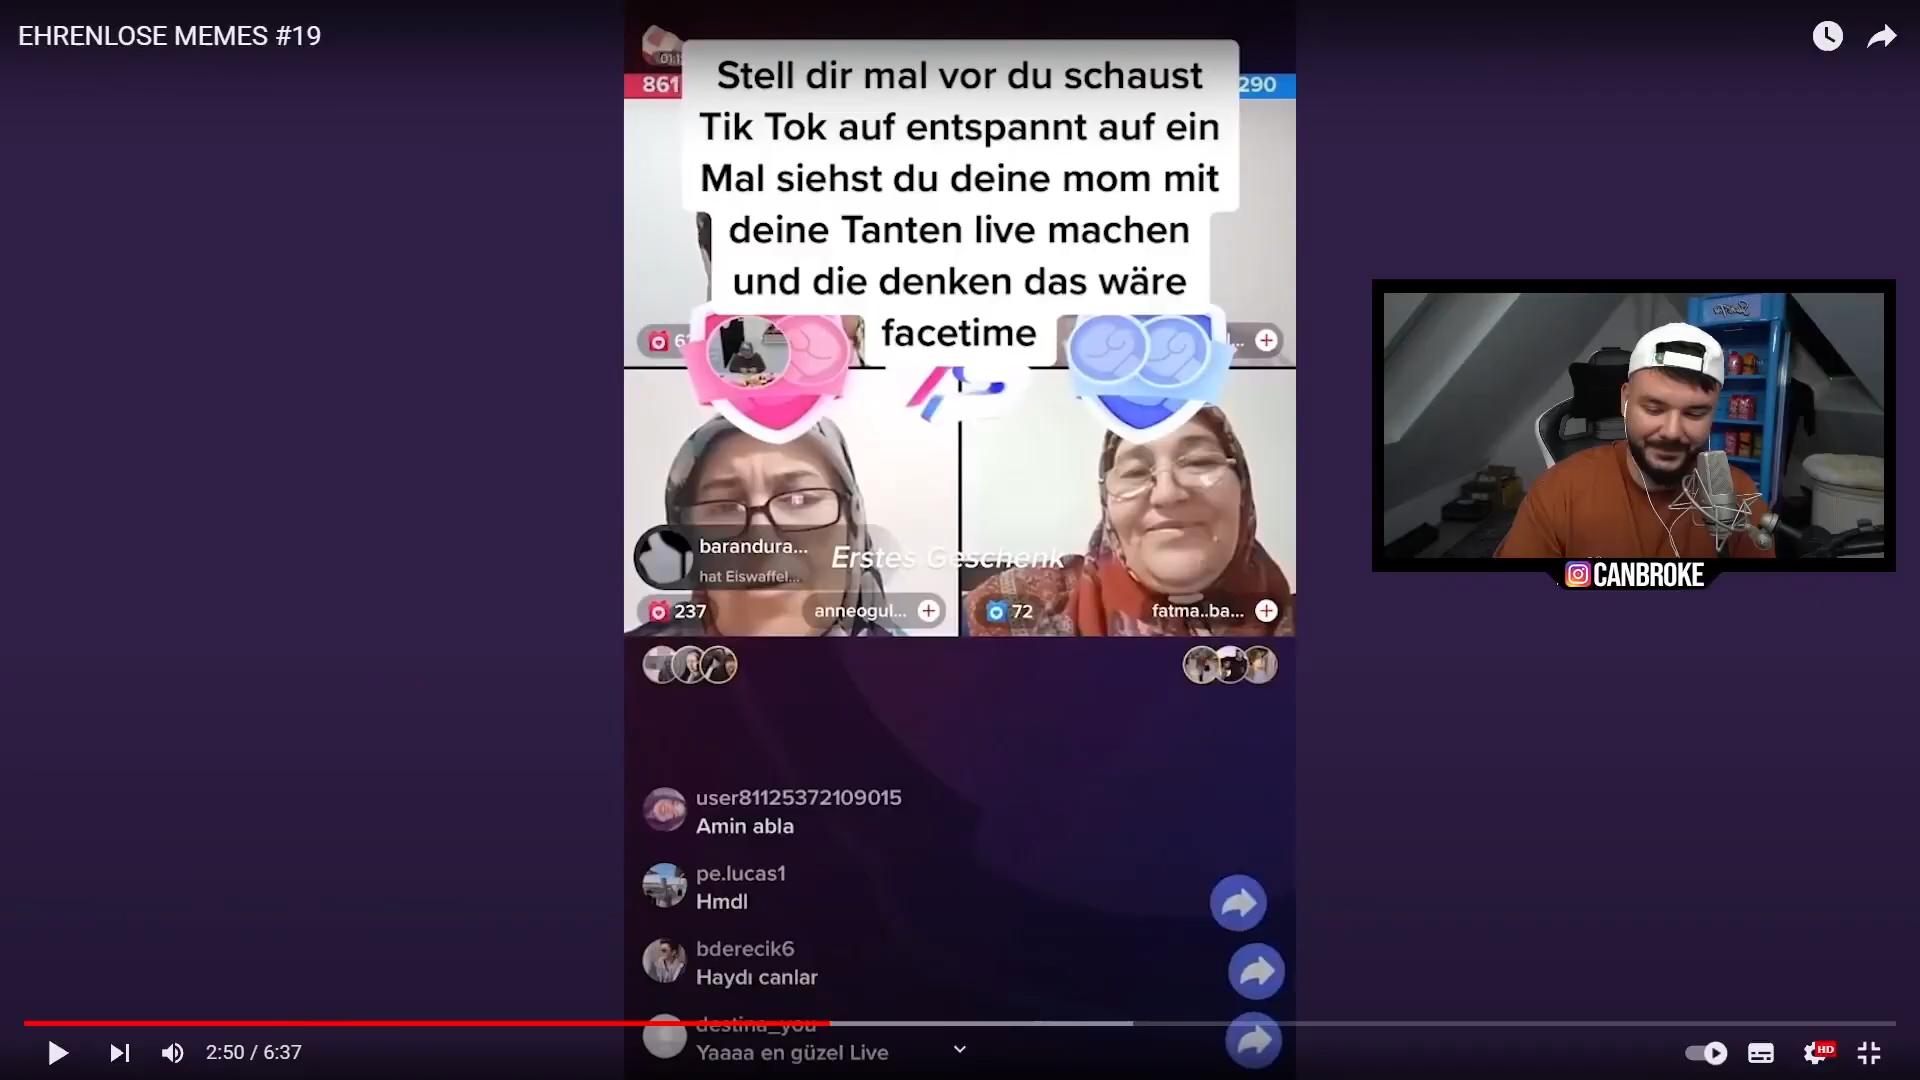 EHRENLOSE MEMES #19
861
290
Stell dir mal vor du schaust
Tik Tok auf entspannt auf ein
Mal siehst du deine mom mit
deine Tanten live machen
und die denken das wäre
facetime
barandura...
hat Eiswaffel...
Erstes Geschenk
237
anneogul...
72
fatma..ba...
CANBROKE
user81125372109015
Amin abla
pe.lucas1
Hmdl
bderecik6
Haydı canlar
destina_you
Yaaaa en güzel Live
2:50 / 6:37
HD